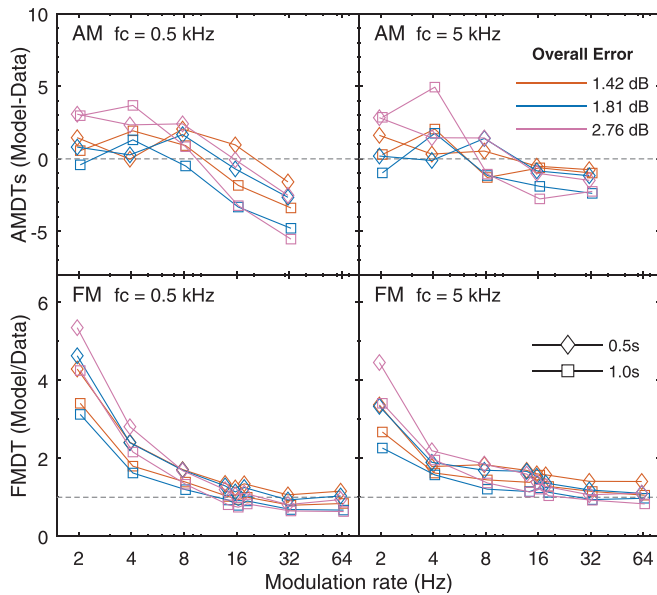 AM fc = 0.5 kHz
AM fc = 5 kHz
Overall Error
1.42 dB
1.81 dB
2.76 dB
AMDTs (Model-Data)
10
5
0
-5
FM fc = 0.5 kHz
FM fc = 5 kHz
0.5s
1.0s
FMDT (Model/Data)
6
4
2
0
2 4 8 16 32 64
2 4 8 16 32 64
Modulation rate (Hz)